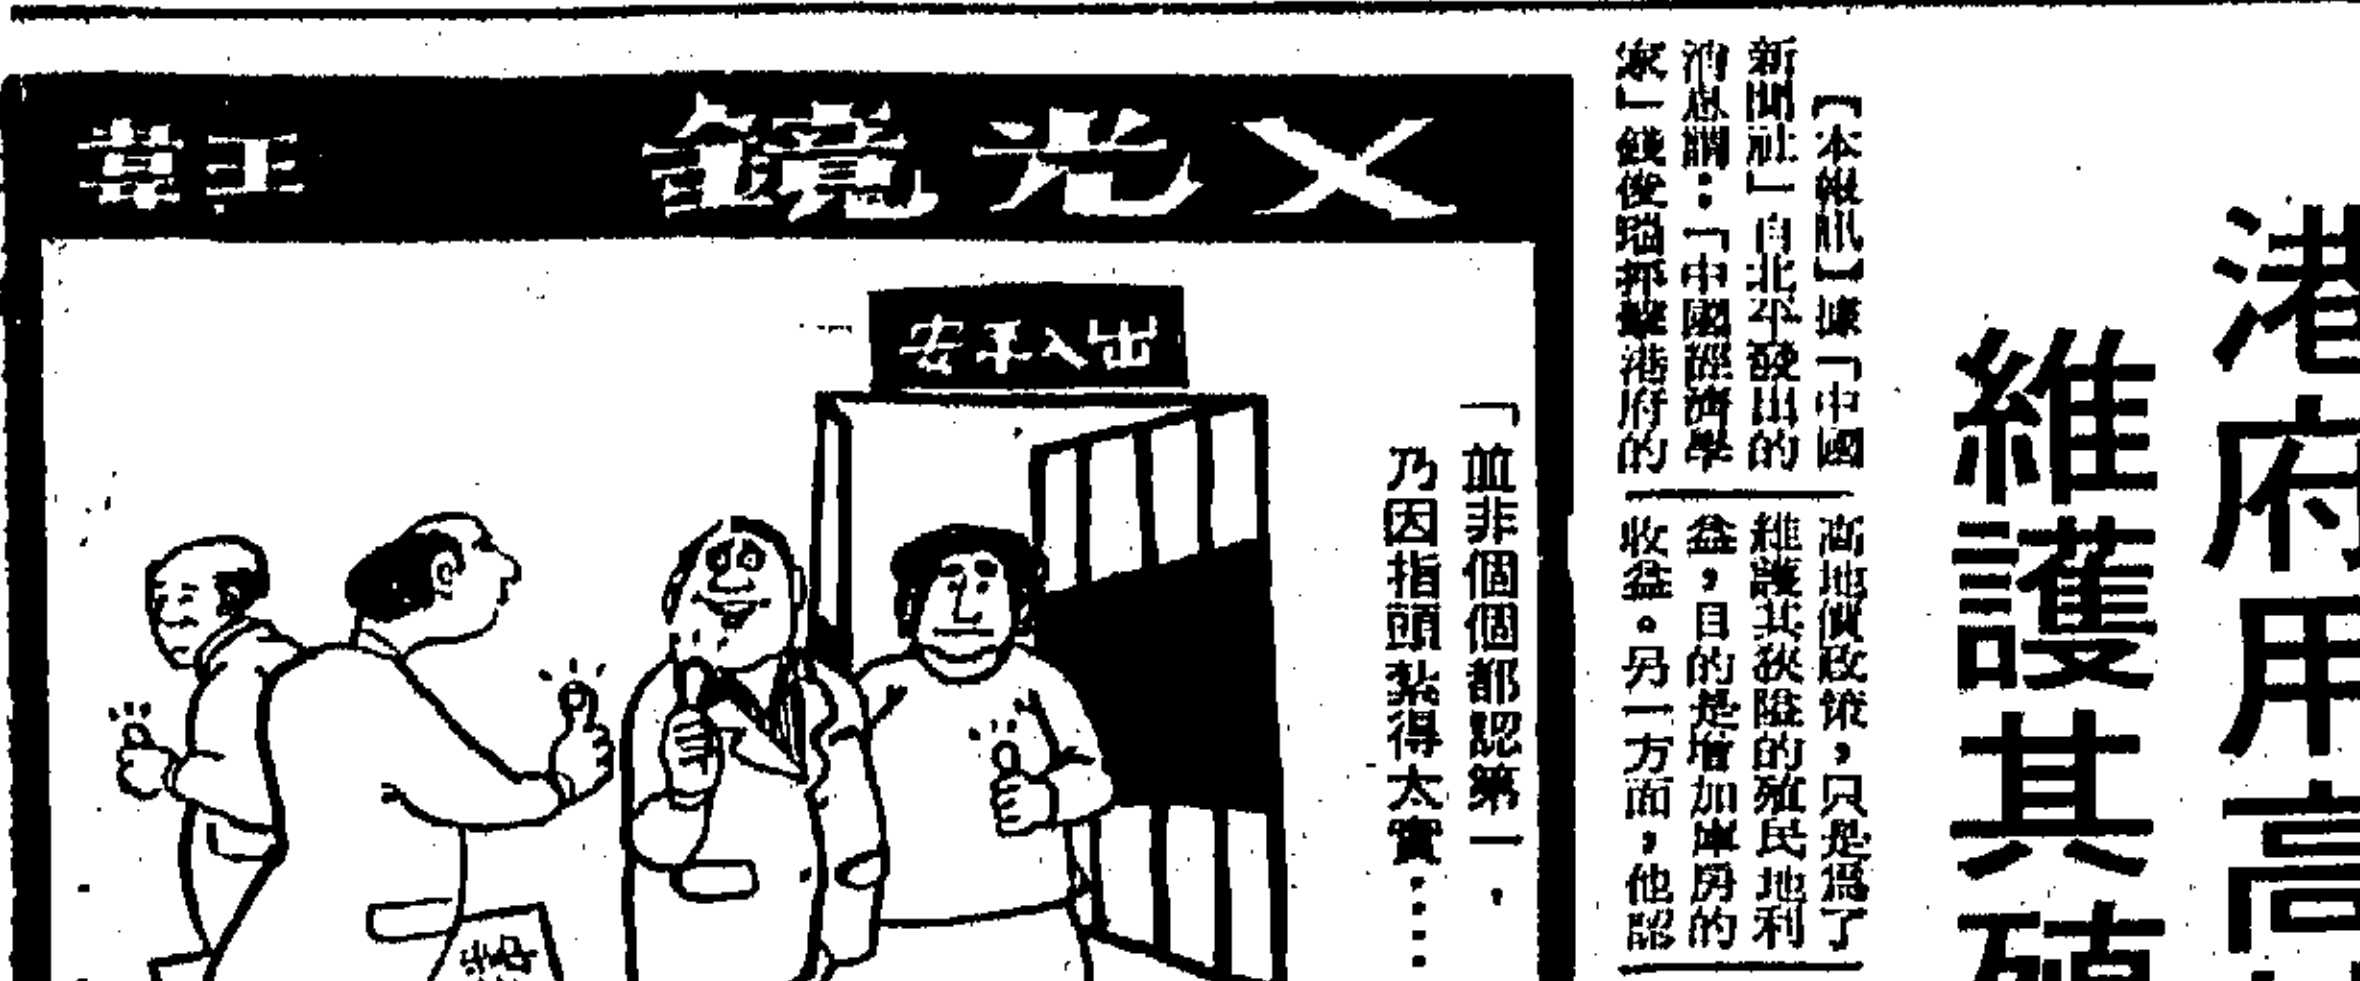 港府用高
維護其殖
【本報訊】據「中國
新聞社」自北平發出的
消息謂：「中國經濟學
家」錢俊瑞抨擊港府的
高地價政策，只是爲了
維護其狹隘的殖民地利
益，目的是增加庫房的
收益。另一方面，他認
X光鏡
王葦
出入平安
「並非個個都認第一，
乃因指頭紮得太實：：